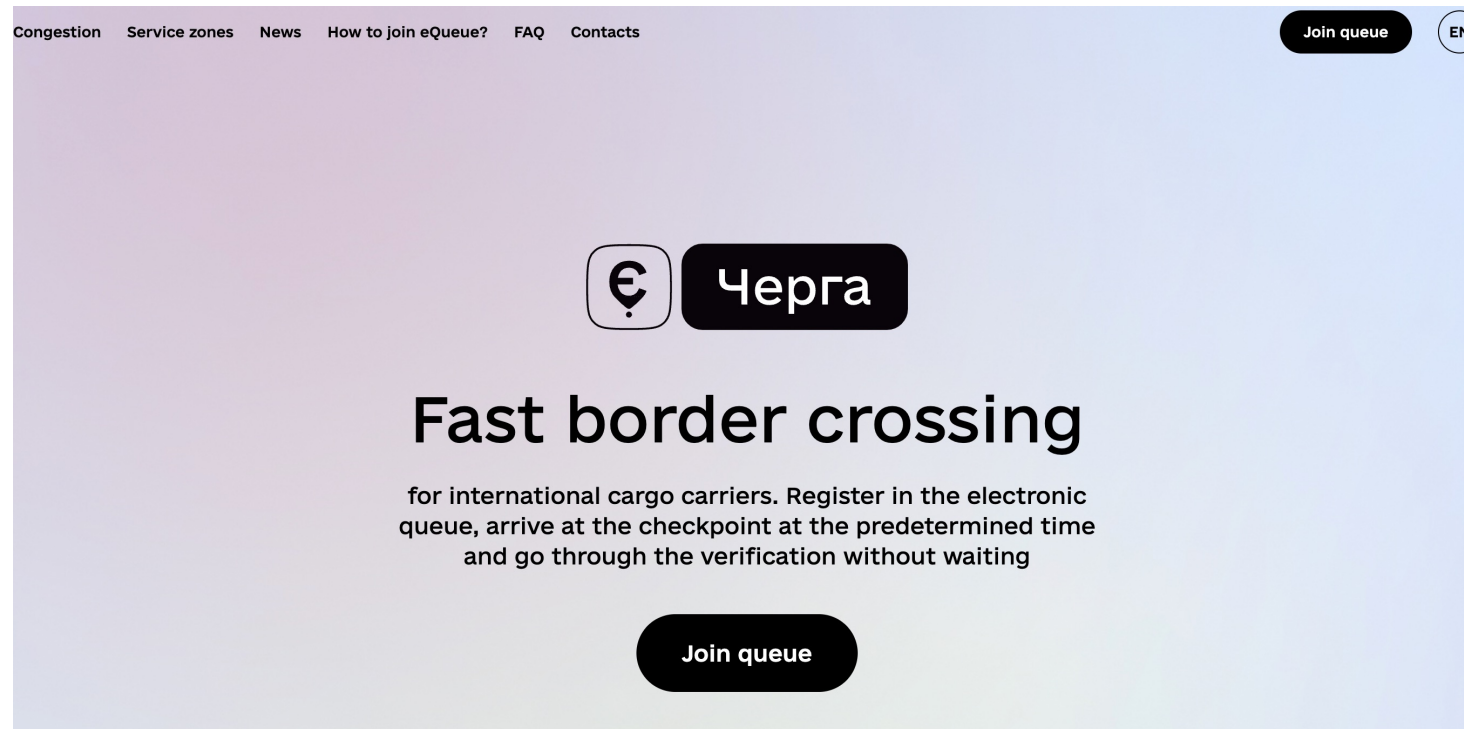 Congestion Service zones News How to join eQueue? FAQ Contacts Join queue EN
є Черга
Fast border crossing
for international cargo carriers. Register in the electronic
queue, arrive at the checkpoint at the predetermined time
and go through the verification without waiting
Join queue